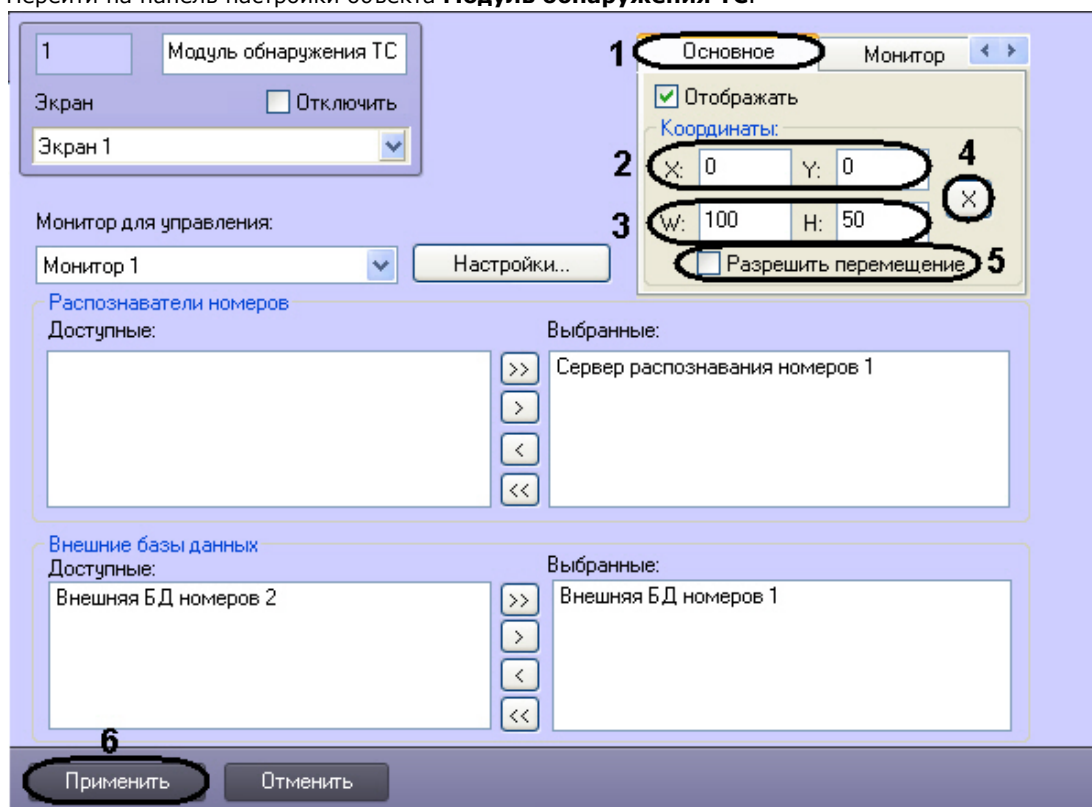 Перейти на панель настройки объекта Модуль обнаружения ТС.
1 Модуль обнаружения ТС
Экран Отключить
Экран 1
1 Основное Монитор
Отображать
Координаты:
2 X: 0 Y: 0 4
X
3 W: 100 H: 50
Разрешить перемещение 5
Монитор для управления:
Монитор 1 Настройки...
Распознаватели номеров
Доступные: Выбранные:
Сервер распознавания номеров 1
>>
>
<
<<
Внешние базы данных
Доступные: Выбранные:
Внешняя БД номеров 2 >> Внешняя БД номеров 1
>
<
<<
6
Применить Отменить